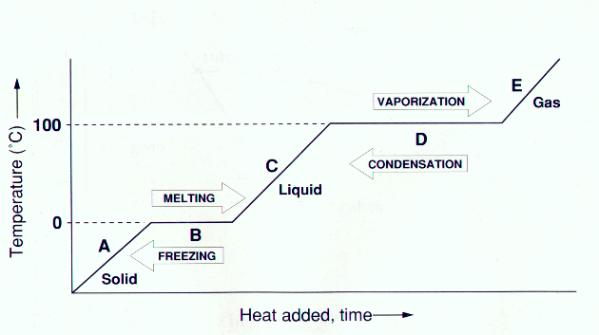 E
VAPORIZATION
Gas
100
D
CONDENSATION
C
Liquid
MELTING
0
B
A
FREEZING
Solid
Temperature (°C)
Heat added, time